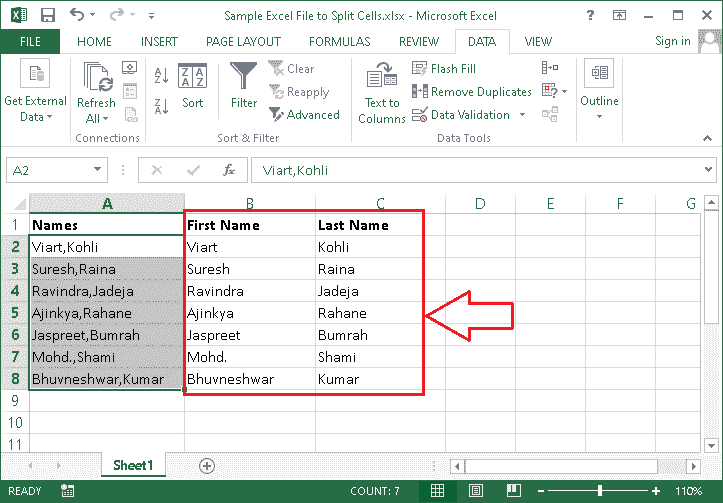 Sample Excel File to Split Cells.xlsx - Microsoft Excel
?
FILE HOME INSERT PAGE LAYOUT FORMULAS REVIEW DATA VIEW Sign in
Get External Data
Refresh All
Connections
Sort
Filter
Clear
Reapply
Advanced
Sort & Filter
Text to Columns
Flash Fill
Remove Duplicates
Data Validation
Data Tools
Outline
A2 fx Viart,Kohli
A B C D E F G
1 Names First Name Last Name
2 Viart,Kohli Viart Kohli
3 Suresh,Raina Suresh Raina
4 Ravindra,Jadeja Ravindra Jadeja
5 Ajinkya,Rahane Ajinkya Rahane
6 Jaspreet,Bumrah Jaspreet Bumrah
7 Mohd.,Shami Mohd. Shami
8 Bhuvneshwar,Kumar Bhuvneshwar Kumar
9
10
11
Sheet1
READY COUNT: 7 110%